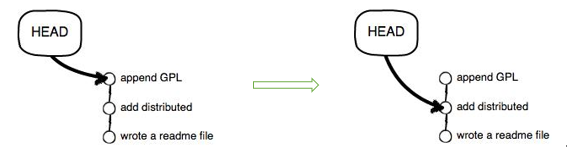 HEAD
append GPL
add distributed
wrote a readme file
HEAD
append GPL
add distributed
wrote a readme file